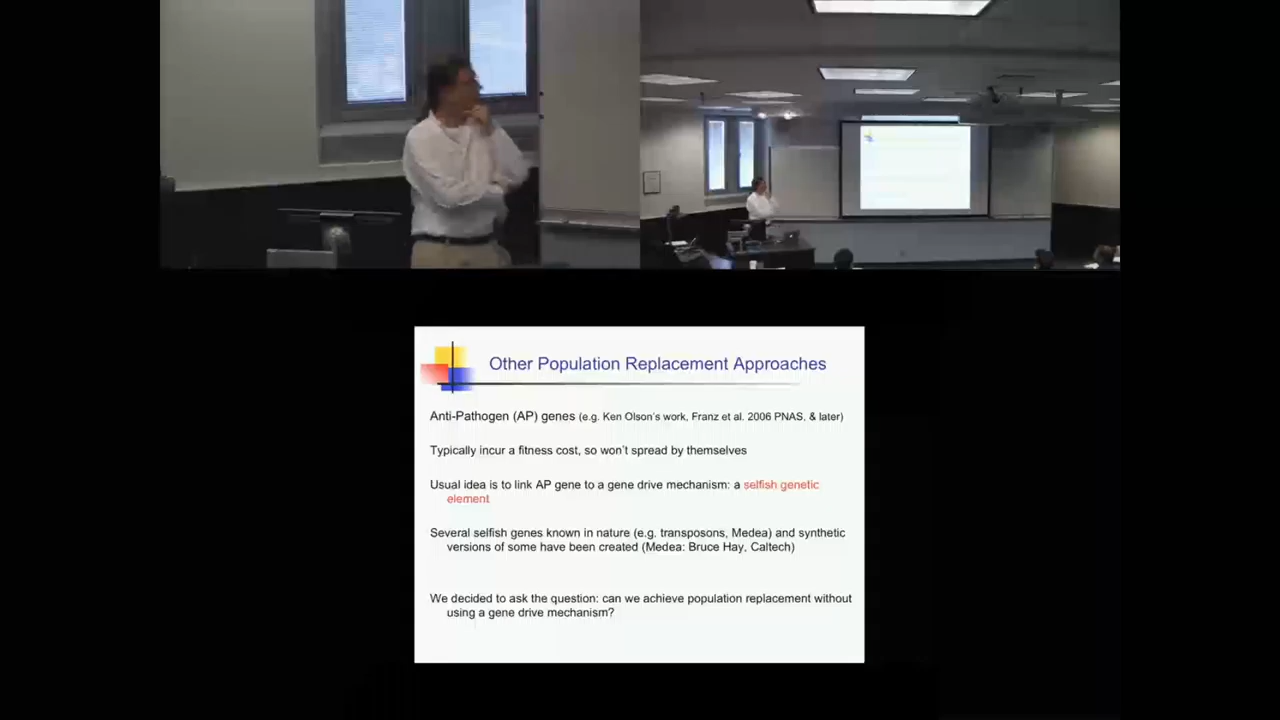 Other Population Replacement Approaches
Anti-Pathogen (AP) genes (e.g. Ken Olson's work, Franz et al. 2006 PNAS, & later)
Typically incur a fitness cost, so won't spread by themselves
Usual idea is to link AP gene to a gene drive mechanism: a selfish genetic
element
Several selfish genes known in nature (e.g. transposons, Medea) and synthetic
versions of some have been created (Medea: Bruce Hay, Caltech)
We decided to ask the question: can we achieve population replacement without
using a gene drive mechanism?